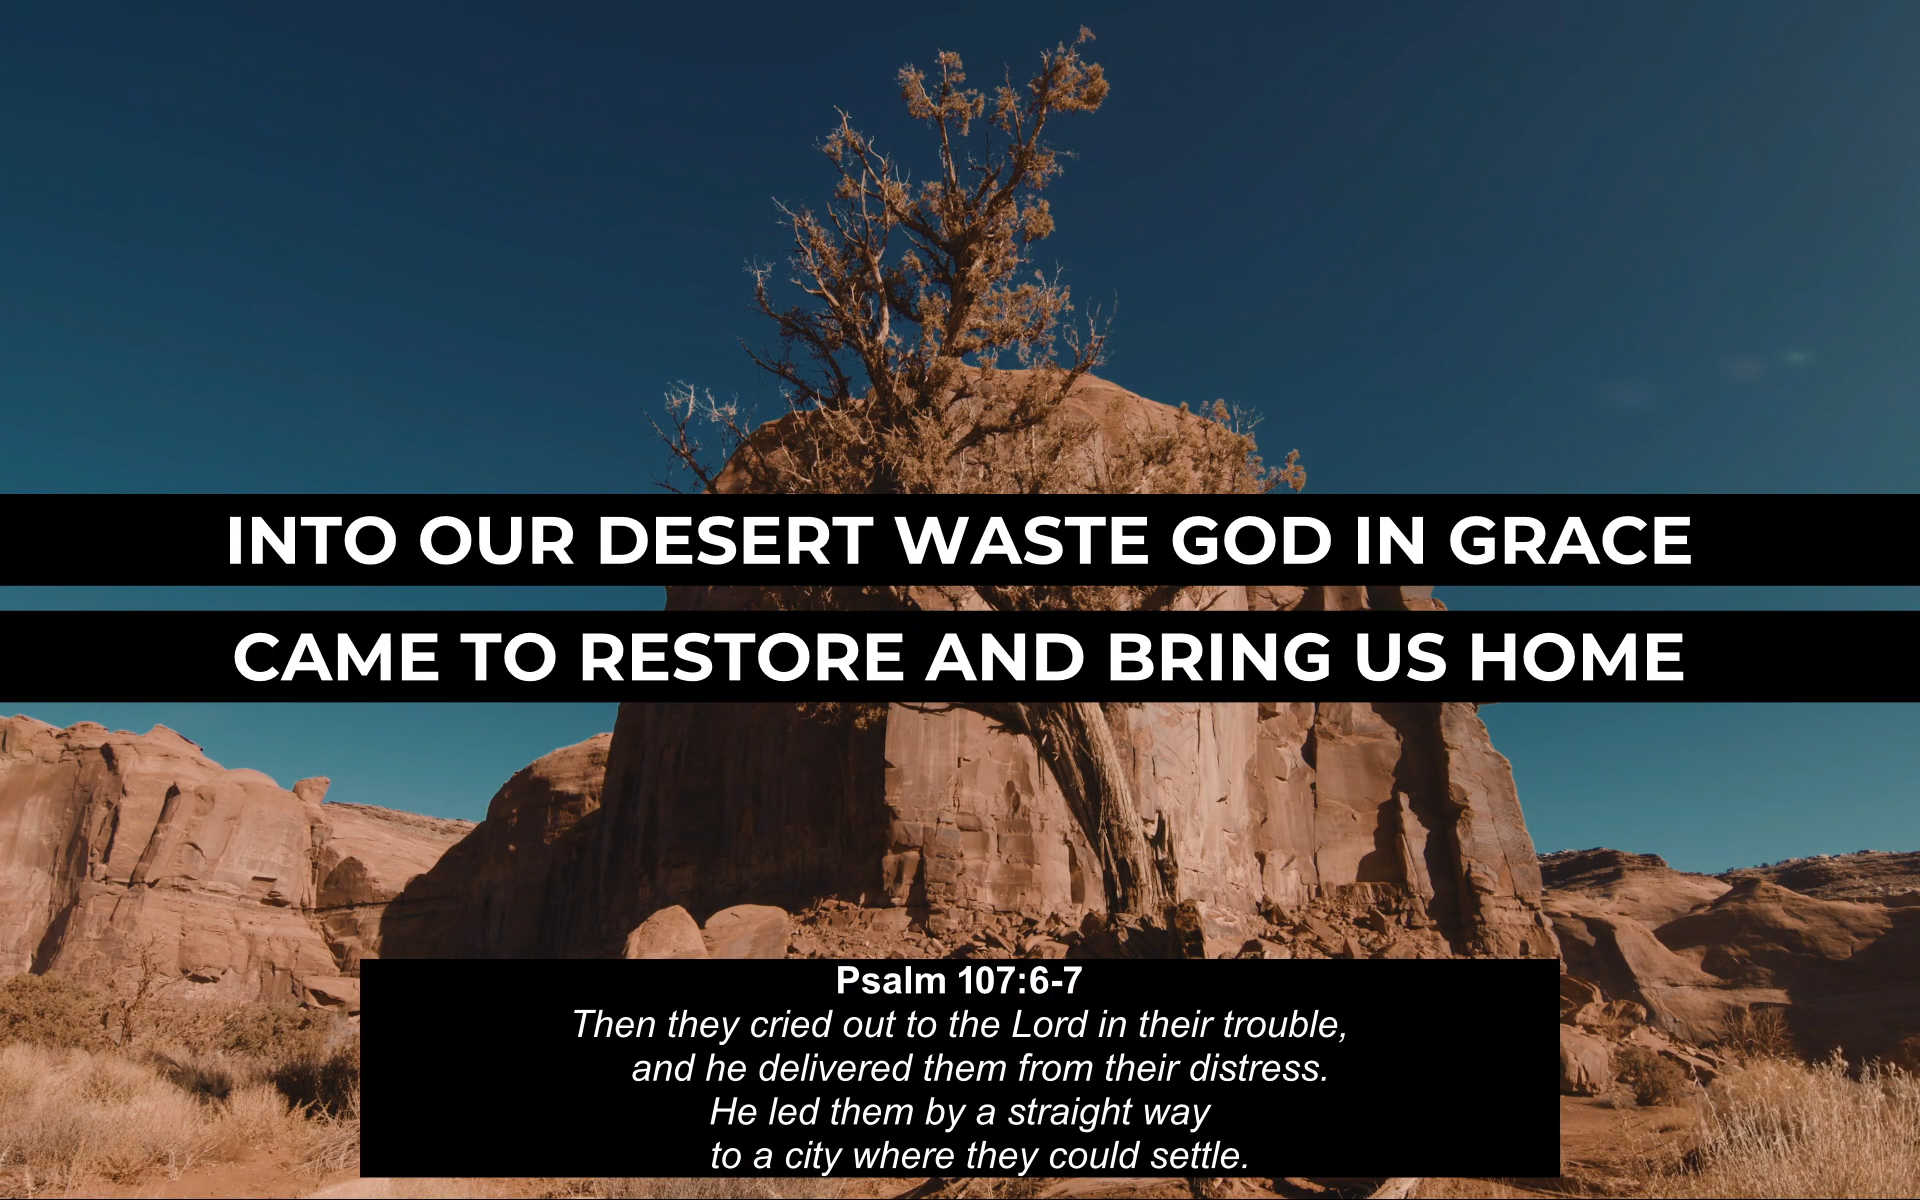 INTO OUR DESERT WASTE GOD IN GRACE
CAME TO RESTORE AND BRING US HOME
Psalm 107:6-7
Then they cried out to the Lord in their trouble,
and he delivered them from their distress.
He led them by a straight way
to a city where they could settle.